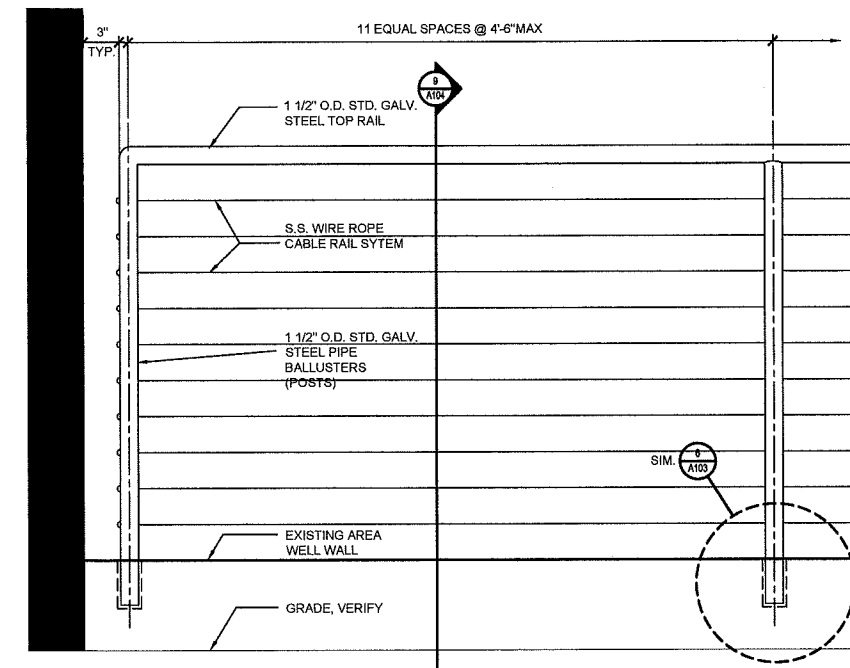 3"
TYP.
11 EQUAL SPACES @ 4'-6"MAX
9
A104
1 1/2" O.D. STD. GALV.
STEEL TOP RAIL
S.S. WIRE ROPE
CABLE RAIL SYTEM
1 1/2" O.D. STD. GALV.
STEEL PIPE
BALLUSTERS
(POSTS)
SIM.
6
A103
EXISTING AREA
WELL WALL
GRADE, VERIFY